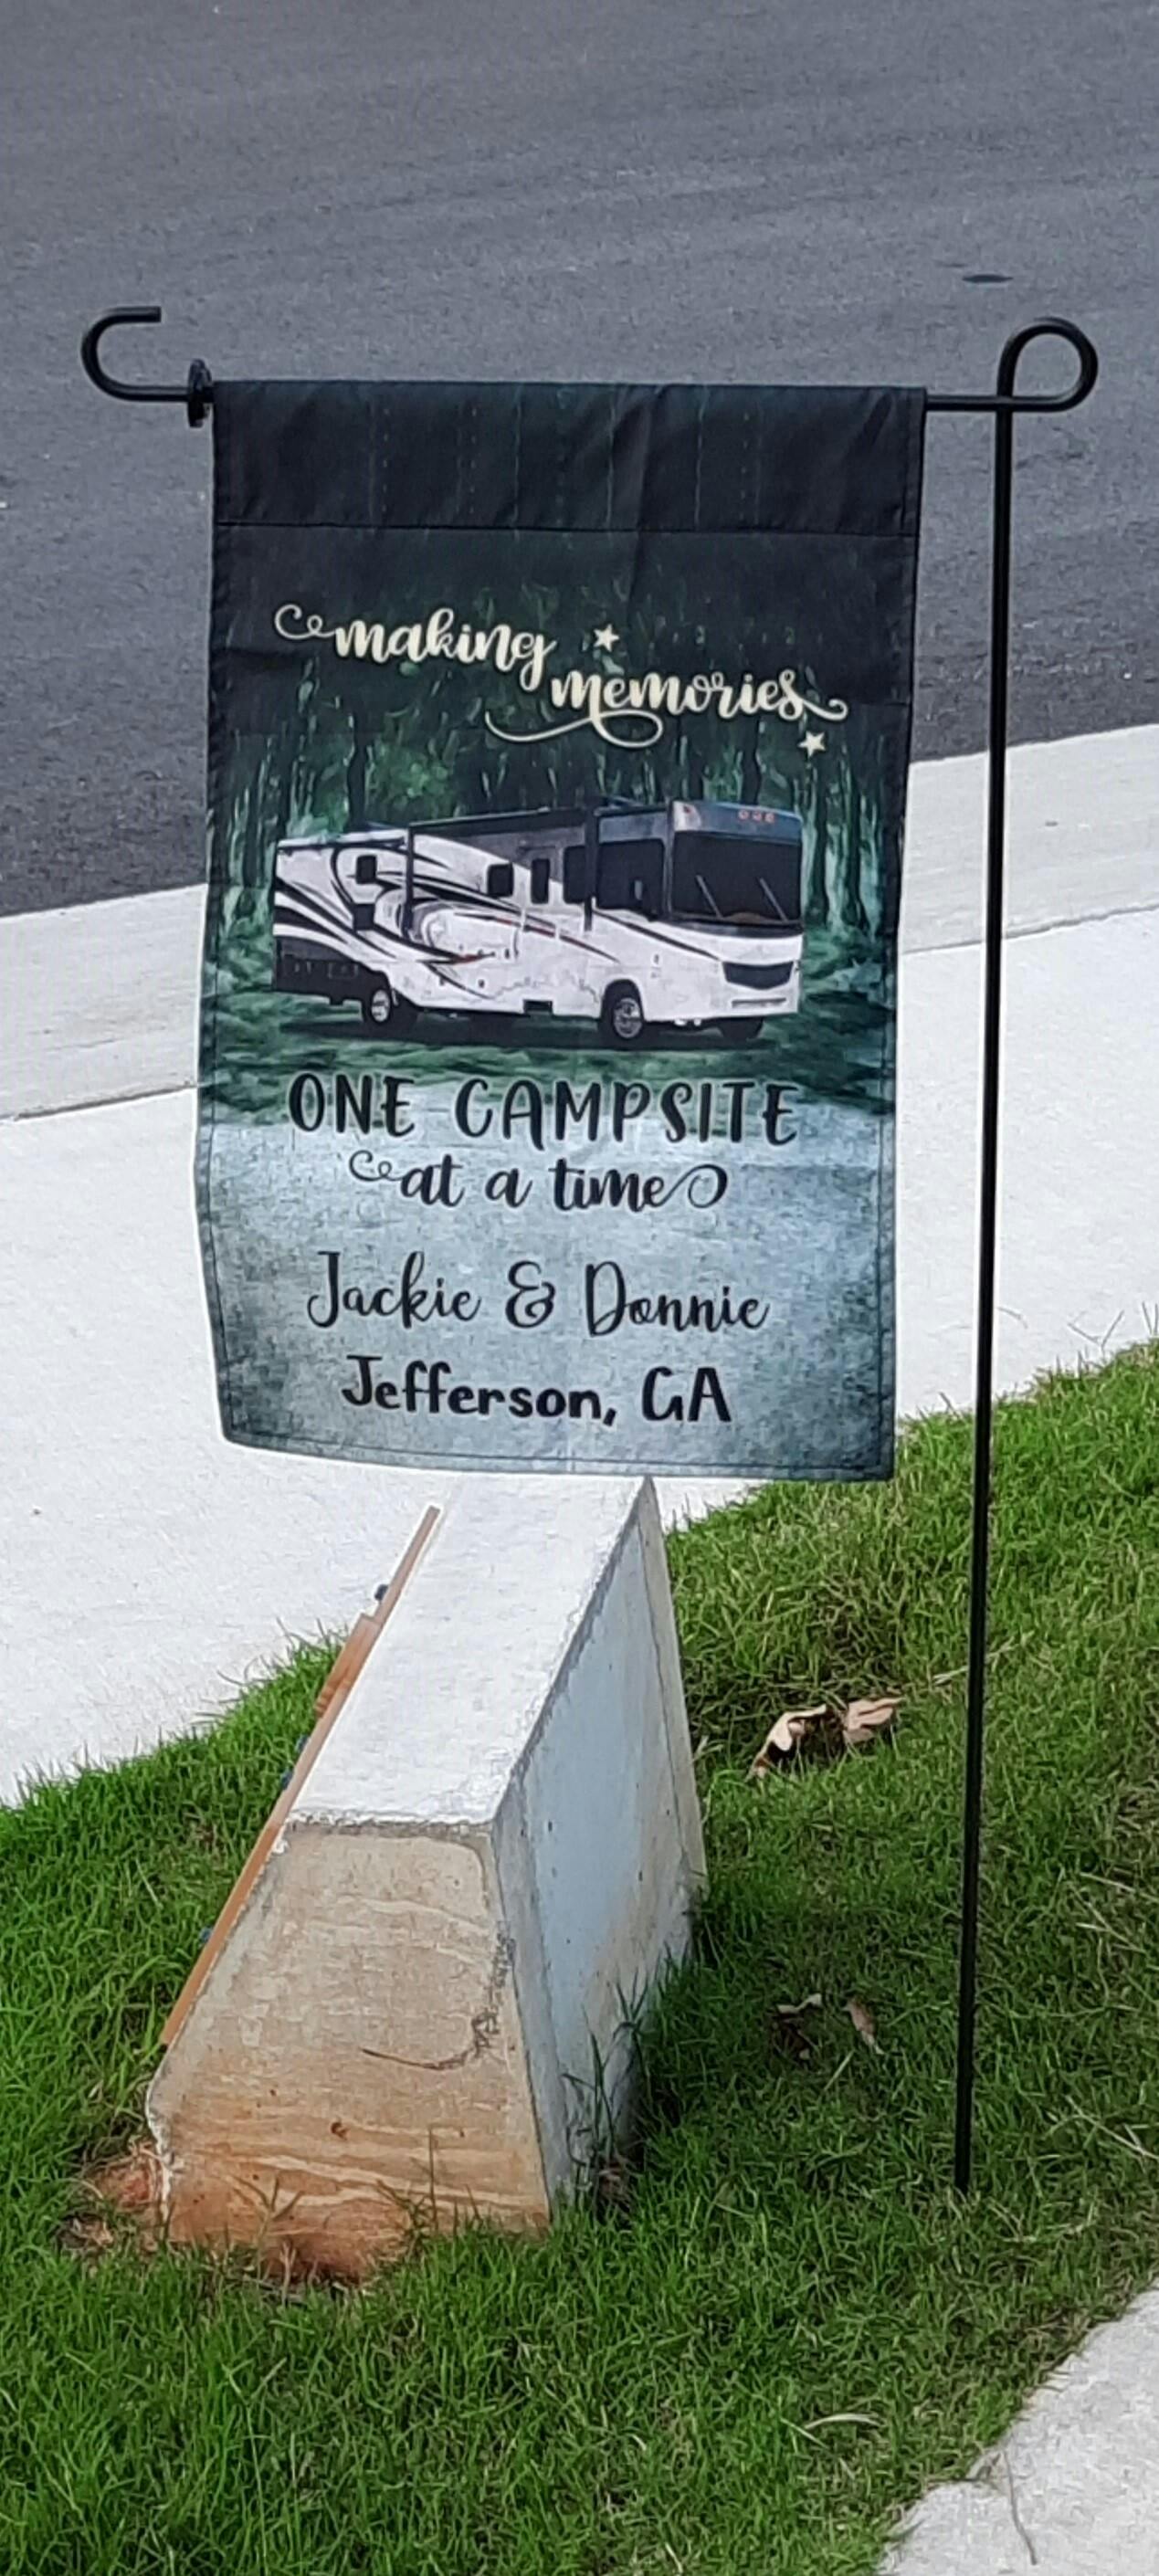 making
memories
ONE CAMPSITE
at a time
Jackie & Donnie
Jefferson, GA